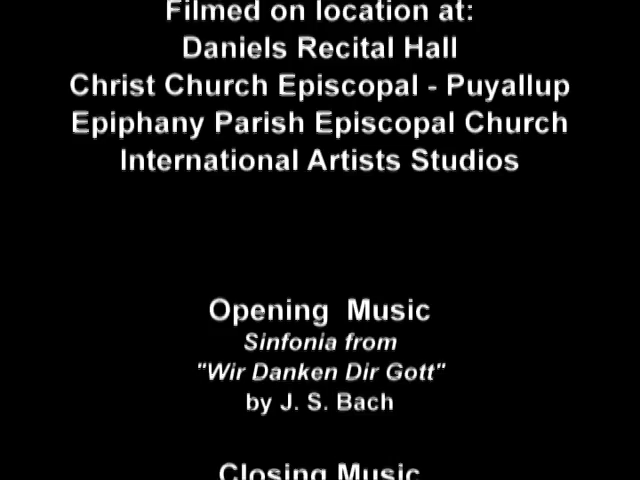 Filmed on location at:
Daniels Recital Hall
Christ Church Episcopal - Puyallup
Epiphany Parish Episcopal Church
International Artists Studios
Opening Music
Sinfonia from
"Wir Danken Dir Gott"
by J. S. Bach
Closing Music